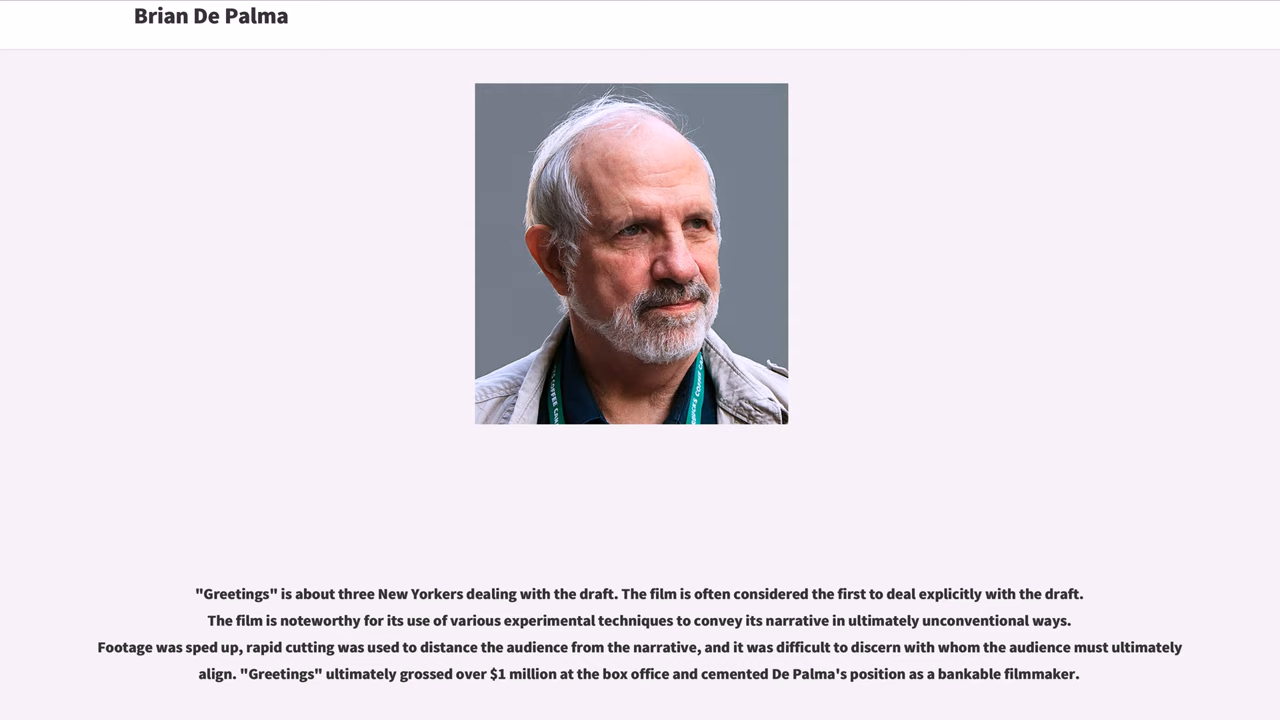 Brian De Palma
COFFEE
"Greetings" is about three New Yorkers dealing with the draft. The film is often considered the first to deal explicitly with the draft.
The film is noteworthy for its use of various experimental techniques to convey its narrative in ultimately unconventional ways.
Footage was sped up, rapid cutting was used to distance the audience from the narrative, and it was difficult to discern with whom the audience must ultimately
align. "Greetings" ultimately grossed over $1 million at the box office and cemented De Palma's position as a bankable filmmaker.